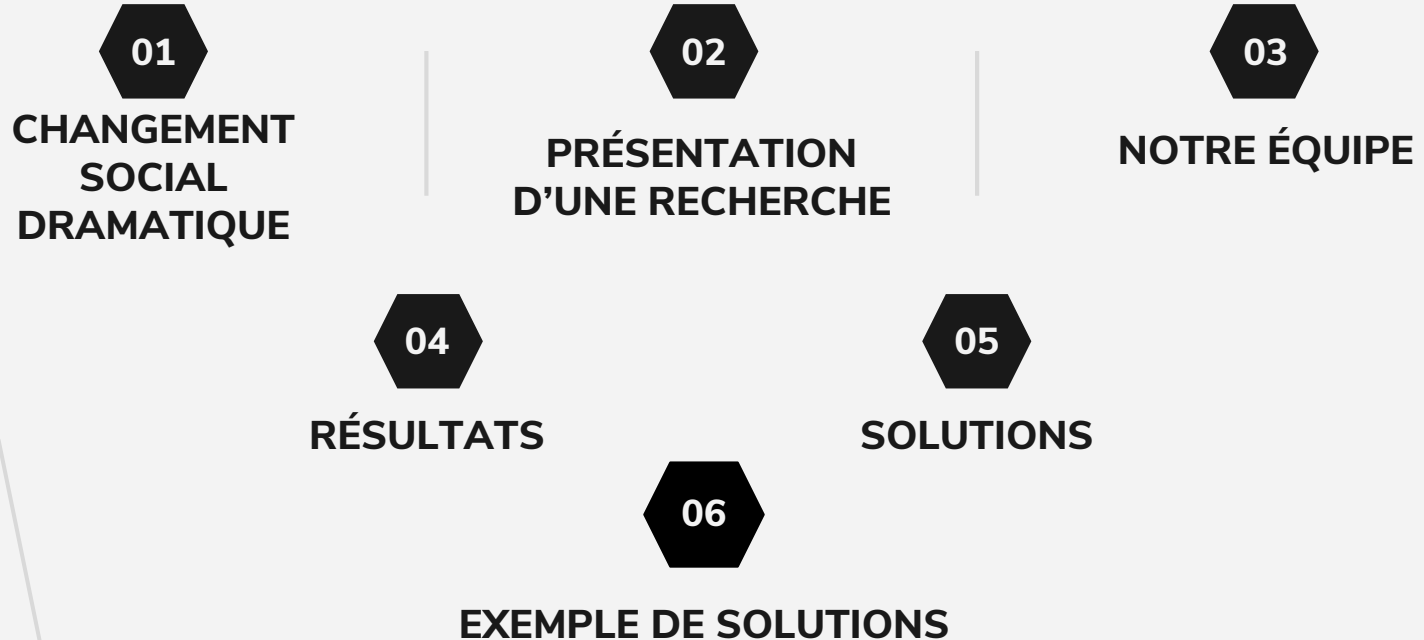 01
CHANGEMENT
SOCIAL
DRAMATIQUE
02
PRÉSENTATION
D’UNE RECHERCHE
03
NOTRE ÉQUIPE
04
RÉSULTATS
05
SOLUTIONS
06
EXEMPLE DE SOLUTIONS